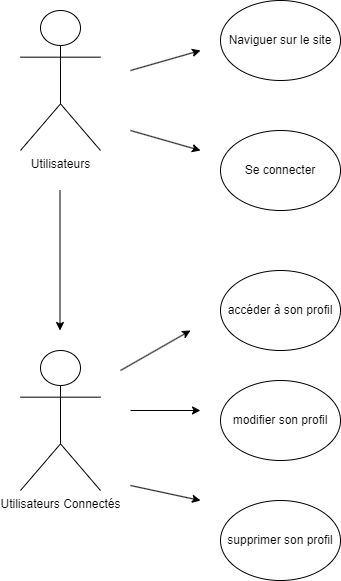 Naviguer sur le site
Utilisateurs
Se connecter
accéder à son profil
modifier son profil
Utilisateurs Connectés
supprimer son profil